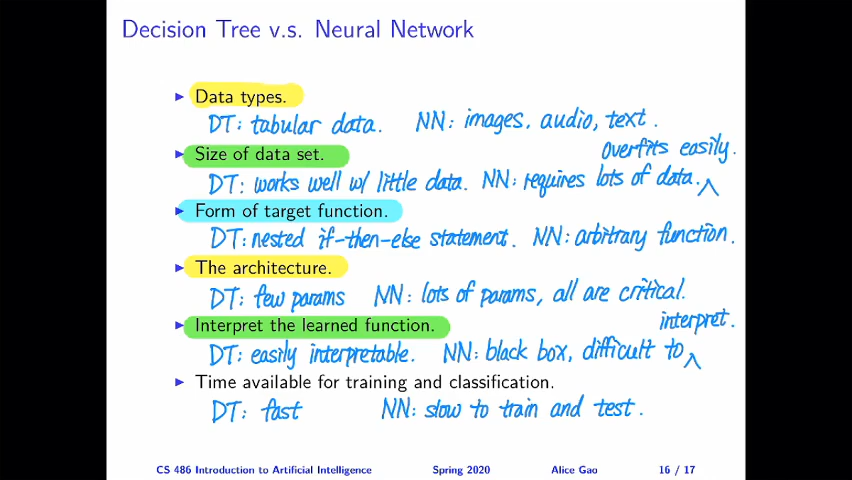 Decision Tree v.s. Neural Network
▶ Data types.
DT: tabular data. NN: images, audio, text.
▶ Size of data set.
overfits easily.
DT: works well w/ little data. NN: requires lots of data.^
▶ Form of target function.
DT: nested if-then-else statement. NN: arbitrary function.
▶ The architecture.
DT: few params NN: lots of params, all are critical.
▶ Interpret the learned function.
interpret.
DT: easily interpretable. NN: black box, difficult to ^
▶ Time available for training and classification.
DT: fast NN: slow to train and test.
CS 486 Introduction to Artificial Intelligence Spring 2020 Alice Gao 16 / 17